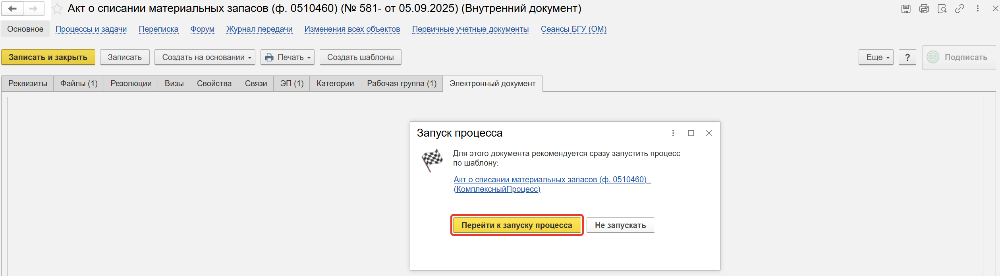 Акт о списании материальных запасов (ф. 0510460) (№ 581- от 05.09.2025) (Внутренний документ)
Основное Процессы и задачи Переписка Форум Журнал передачи Изменения всех объектов Первичные учетные документы Сеансы БГУ (ОМ)
Записать и закрыть Записать Создать на основании Печать Создать шаблоны Еще ? Подписать
Реквизиты Файлы (1) Резолюции Визы Свойства Связи ЭП (1) Категории Рабочая группа (1) Электронный документ
Запуск процесса
Для этого документа рекомендуется сразу запустить процесс
по шаблону:
Акт о списании материальных запасов (ф. 0510460)_
(КомплексныйПроцесс)
Перейти к запуску процесса Не запускать